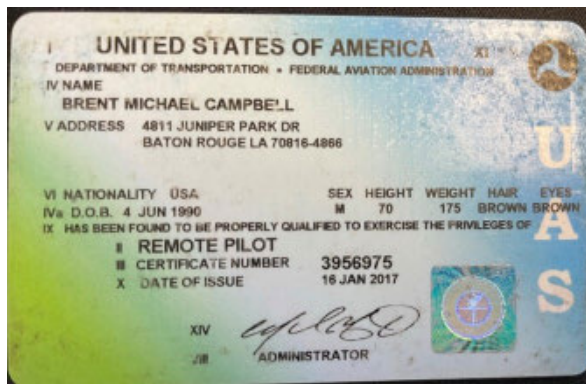 I UNITED STATES OF AMERICA XI
DEPARTMENT OF TRANSPORTATION • FEDERAL AVIATION ADMINISTRATION
IV NAME
BRENT MICHAEL CAMPBELL
V ADDRESS 4811 JUNIPER PARK DR
BATON ROUGE LA 70816-4866
VI NATIONALITY USA SEX HEIGHT WEIGHT HAIR EYES
IVa D.O.B. 4 JUN 1990 M 70 175 BROWN BROWN
IX HAS BEEN FOUND TO BE PROPERLY QUALIFIED TO EXERCISE THE PRIVILEGES OF
II REMOTE PILOT
III CERTIFICATE NUMBER 3956975
X DATE OF ISSUE 16 JAN 2017
XIV
VIII ADMINISTRATOR
UAS